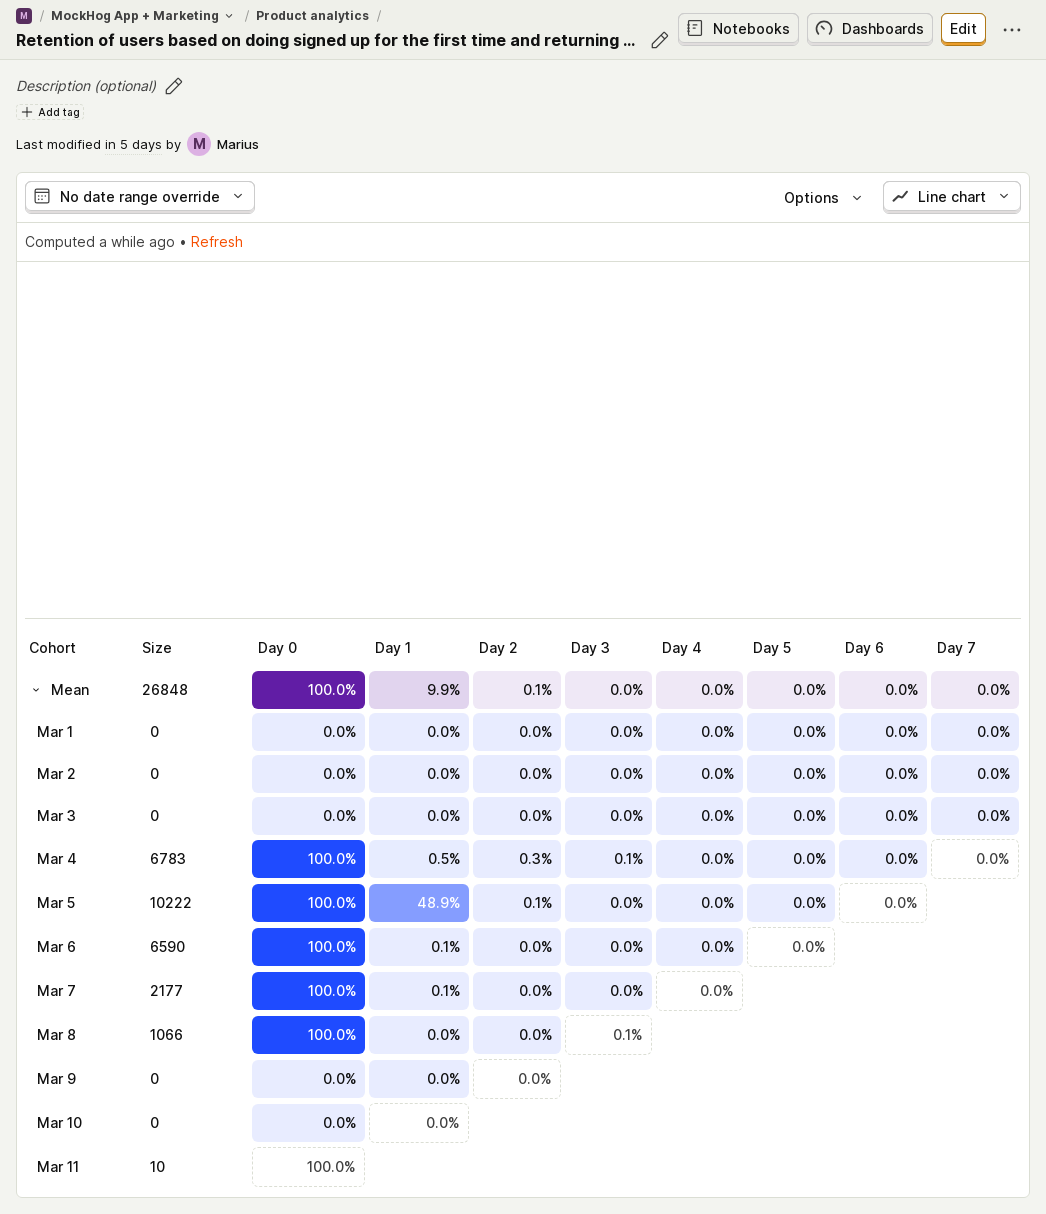 M / MockHog App + Marketing / Product analytics /
Retention of users based on doing signed up for the first time and returning ...
Notebooks Dashboards Edit
Description (optional)
Add tag
Last modified in 5 days by M Marius
No date range override Options Line chart
Computed a while ago • Refresh
Cohort Size Day 0 Day 1 Day 2 Day 3 Day 4 Day 5 Day 6 Day 7
Mean 26848 100.0% 9.9% 0.1% 0.0% 0.0% 0.0% 0.0% 0.0%
Mar 1 0 0.0% 0.0% 0.0% 0.0% 0.0% 0.0% 0.0% 0.0%
Mar 2 0 0.0% 0.0% 0.0% 0.0% 0.0% 0.0% 0.0% 0.0%
Mar 3 0 0.0% 0.0% 0.0% 0.0% 0.0% 0.0% 0.0% 0.0%
Mar 4 6783 100.0% 0.5% 0.3% 0.1% 0.0% 0.0% 0.0% 0.0%
Mar 5 10222 100.0% 48.9% 0.1% 0.0% 0.0% 0.0% 0.0%
Mar 6 6590 100.0% 0.1% 0.0% 0.0% 0.0% 0.0%
Mar 7 2177 100.0% 0.1% 0.0% 0.0% 0.0%
Mar 8 1066 100.0% 0.0% 0.0% 0.1%
Mar 9 0 0.0% 0.0% 0.0%
Mar 10 0 0.0% 0.0%
Mar 11 10 100.0%